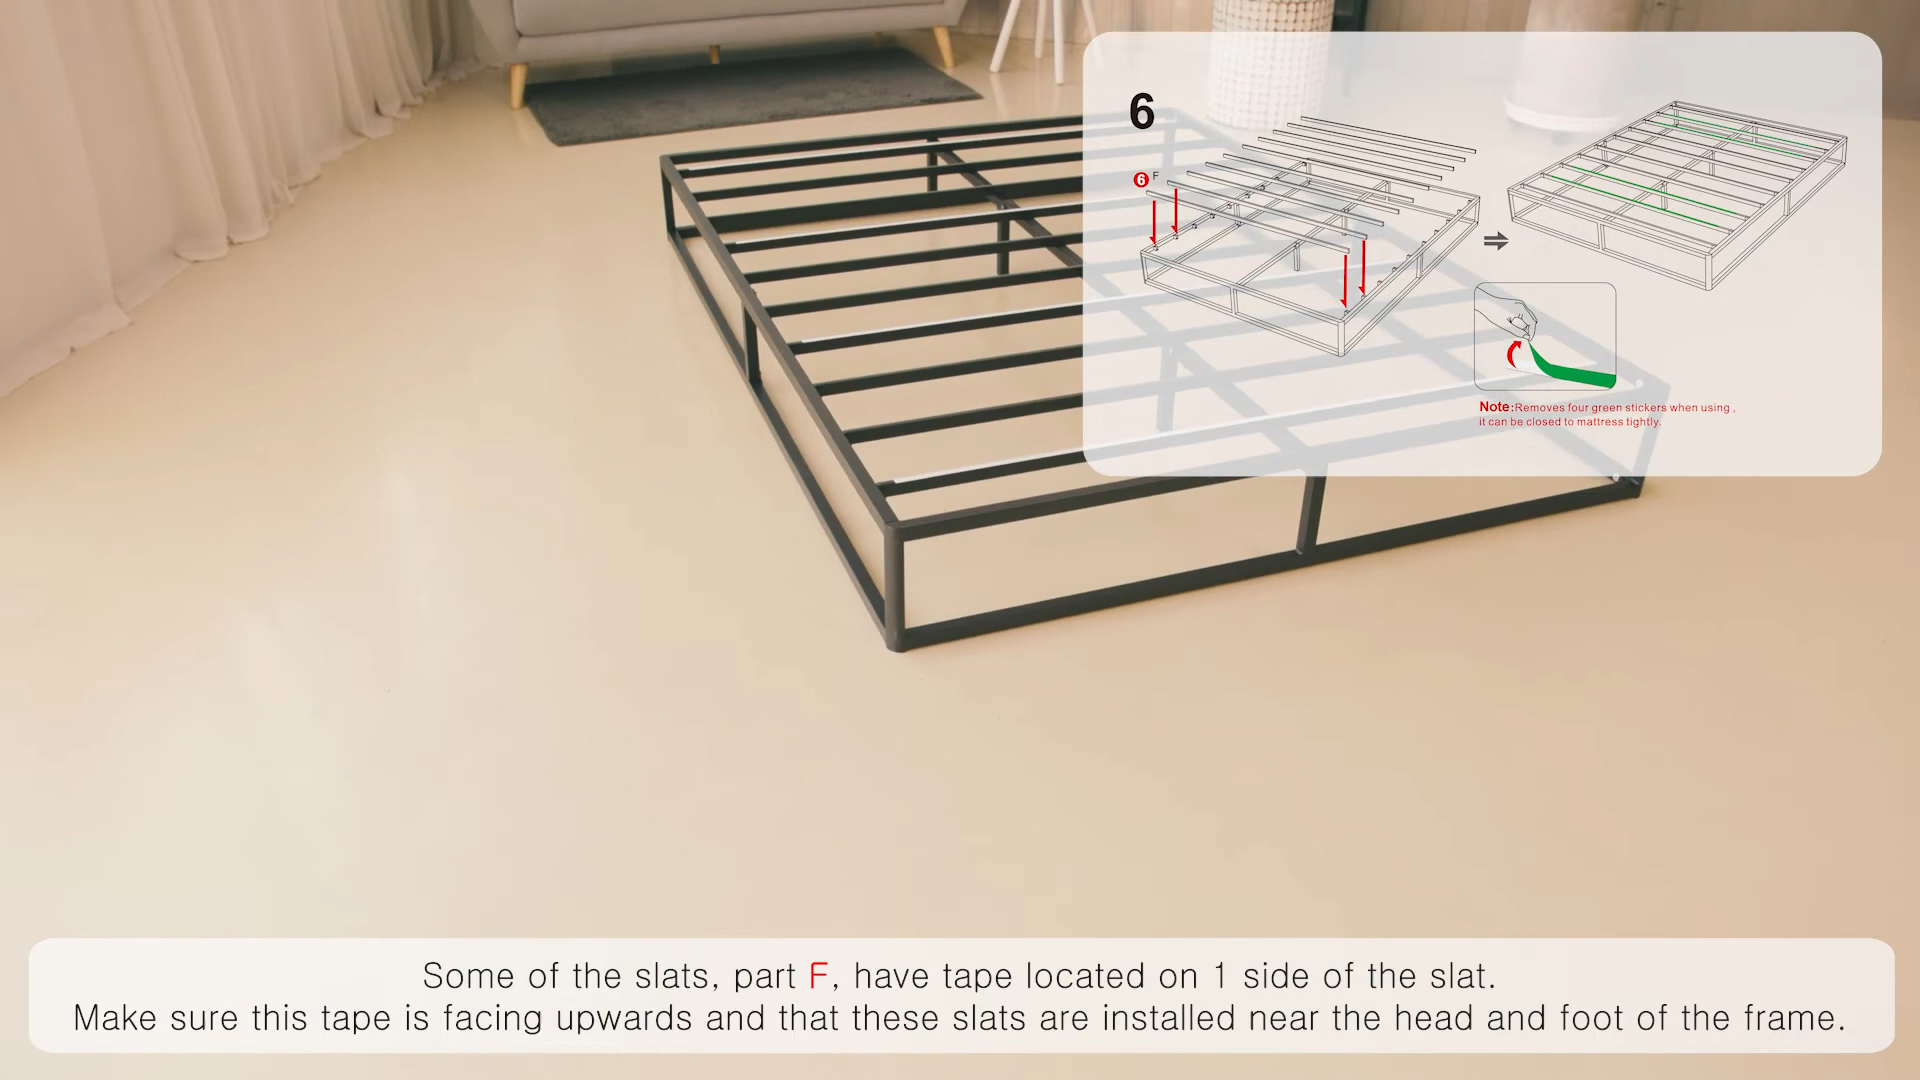 6
6 F
Note:Removes four green stickers when using ,
it can be closed to mattress tightly.
Some of the slats, part F, have tape located on 1 side of the slat.
Make sure this tape is facing upwards and that these slats are installed near the head and foot of the frame.